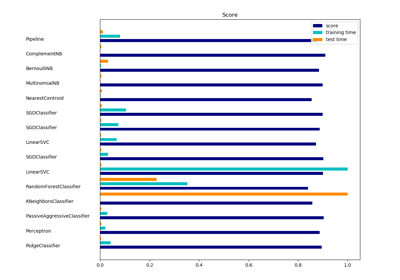 Score
score
training time
test time
Pipeline
ComplementNB
BernoulliNB
MultinomialNB
NearestCentroid
SGDClassifier
SGDClassifier
LinearSVC
SGDClassifier
LinearSVC
RandomForestClassifier
KNeighborsClassifier
PassiveAggressiveClassifier
Perceptron
RidgeClassifier
0.0 0.2 0.4 0.6 0.8 1.0